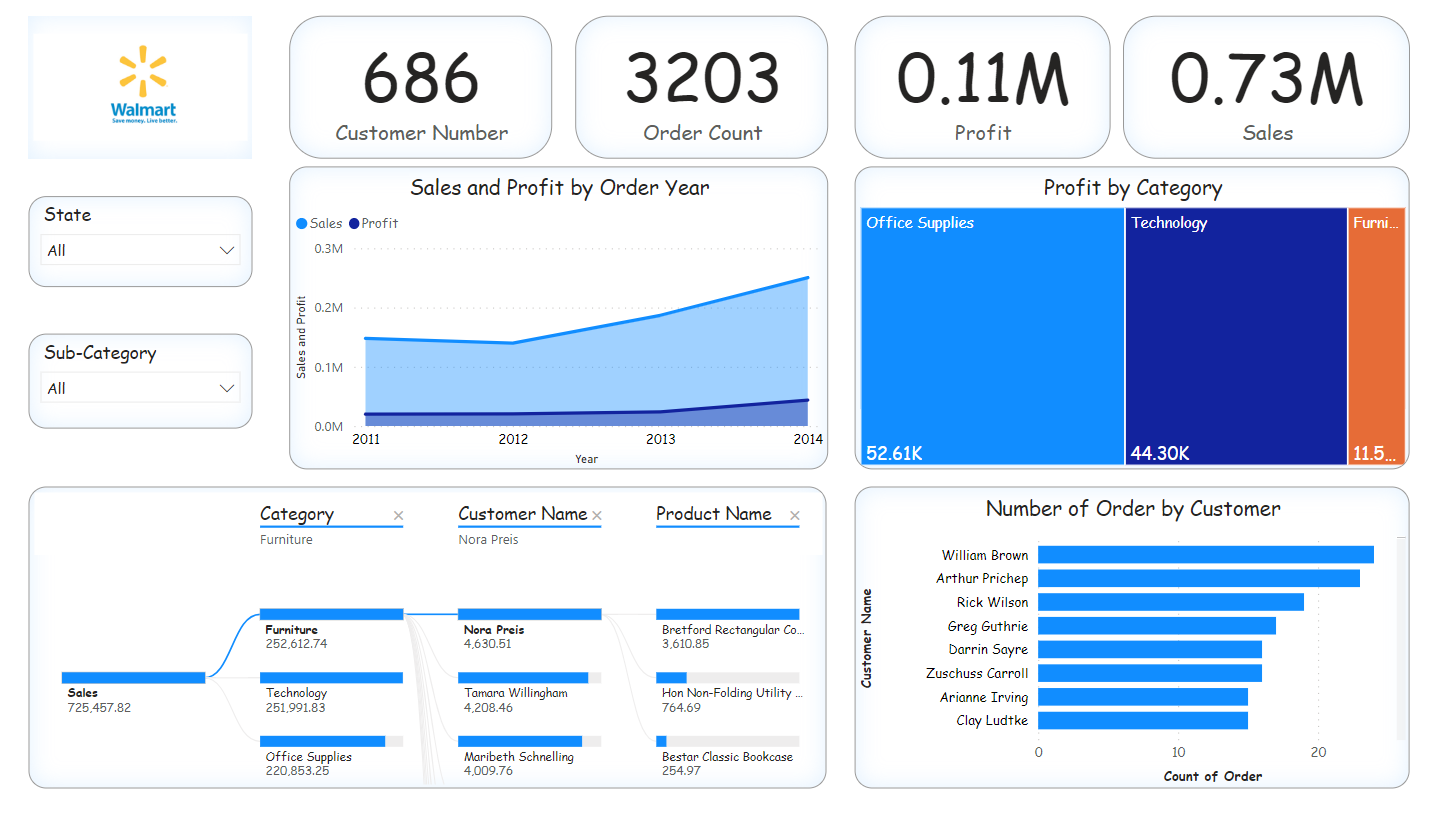 Walmart
Save money. Live better.
686
Customer Number
3203
Order Count
0.11M
Profit
0.73M
Sales
State
All
Sub-Category
All
Sales and Profit by Order Year
Sales Profit
Sales and Profit
0.3M
0.2M
0.1M
0.0M
2011 2012 2013 2014
Year
Profit by Category
Office Supplies
52.61K
Technology
44.30K
Furni...
11.5...
Category
Furniture
Customer Name
Nora Preis
Product Name
Sales
725,457.82
Furniture
252,612.74
Technology
251,991.83
Office Supplies
220,853.25
Nora Preis
4,630.51
Tamara Willingham
4,208.46
Maribeth Schnelling
4,009.76
Bretford Rectangular Co...
3,610.85
Hon Non-Folding Utility ...
764.69
Bestar Classic Bookcase
254.97
Number of Order by Customer
Customer Name
William Brown
Arthur Prichep
Rick Wilson
Greg Guthrie
Darrin Sayre
Zuschuss Carroll
Arianne Irving
Clay Ludtke
0 10 20
Count of Order